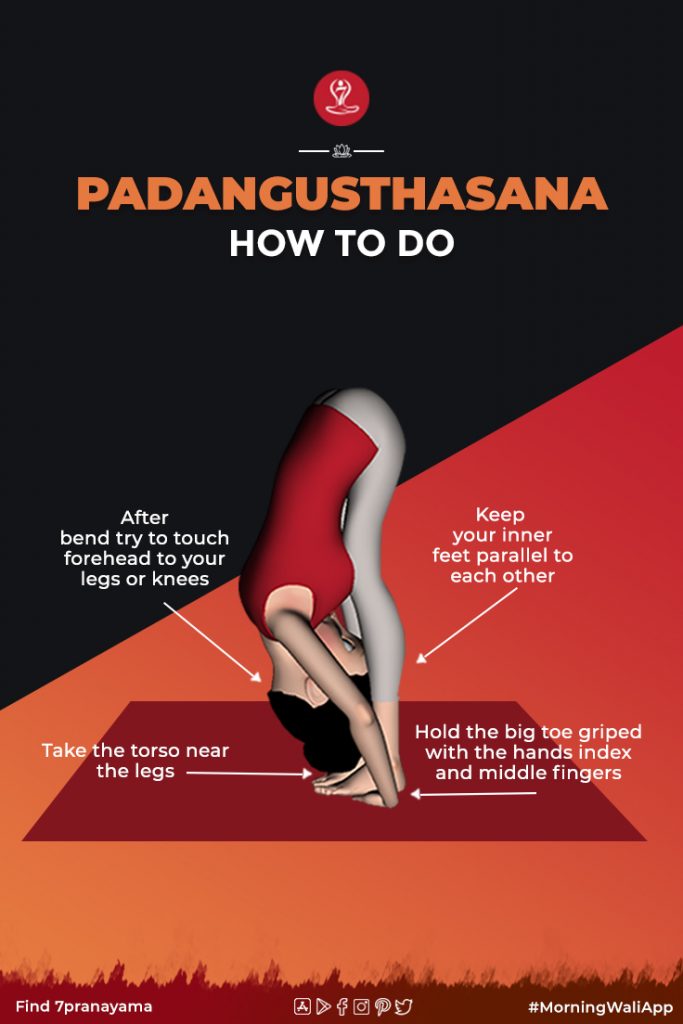 PADANGUSTHASANA
HOW TO DO
After
bend try to touch
forehead to your
legs or knees
Keep
your inner
feet parallel to
each other
Take the torso near
the legs
Hold the big toe griped
with the hands index
and middle fingers
Find 7pranayama
#MorningWaliApp